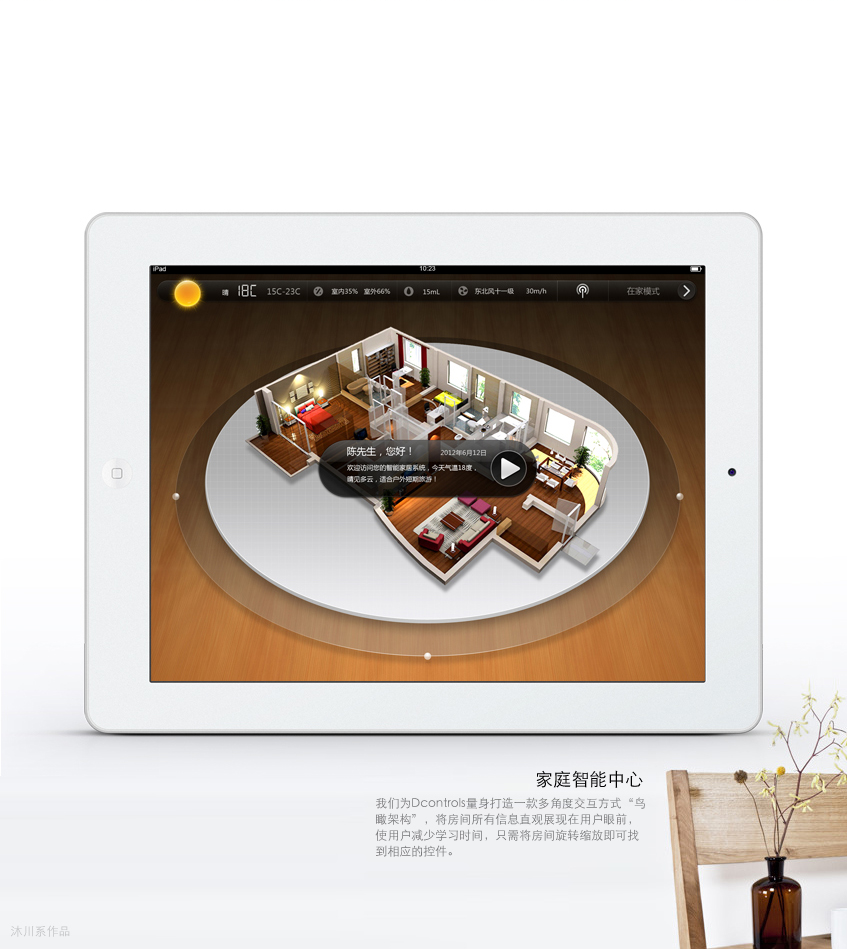 iPad 10:23
晴 18C 15C-23C 室内35% 室外66% 15mL 东北风十一级 30m/h 在家模式
陈先生，您好！ 2012年6月12日
欢迎访问您的智能家居系统，今天气温18度，
晴见多云，适合户外短期旅游！
家庭智能中心
我们为Dcontrols量身打造一款多角度交互方式“鸟
瞰架构”，将房间所有信息直观展现在用户眼前，
使用户减少学习时间，只需将房间旋转缩放即可找
到相应的控件。
沐川系作品